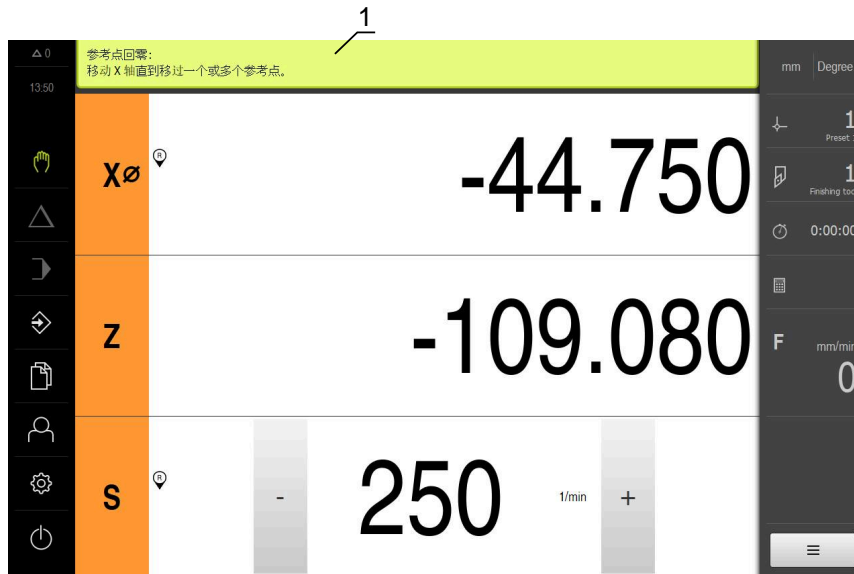 1
0
参考点回零:
移动 X 轴直到移过一个或多个参考点。
mm Degree
13:50
X⌀ R -44.750
1
Preset
1
Finishing too
0:00:00
Z -109.080
F mm/min
0
S R - 250 1/min +